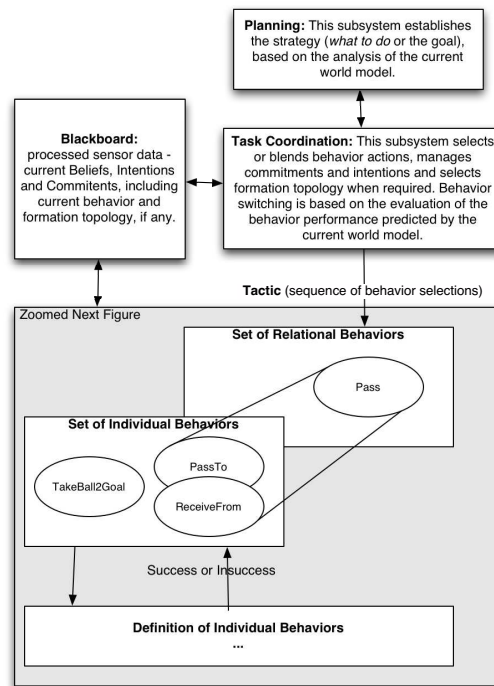 Planning: This subsystem establishes
the strategy (what to do or the goal),
based on the analysis of the current
world model.
Blackboard:
processed sensor data -
current Beliefs, Intentions
and Commitents, including
current behavior and
formation topology, if any.
Task Coordination: This subsystem selects
or blends behavior actions, manages
commitments and intentions and selects
formation topology when required. Behavior
switching is based on the evaluation of the
behavior performance predicted by the
current world model.
Tactic (sequence of behavior selections)
Zoomed Next Figure
Set of Relational Behaviors
Pass
Set of Individual Behaviors
PassTo
TakeBall2Goal
ReceiveFrom
Success or Insuccess
Definition of Individual Behaviors
...